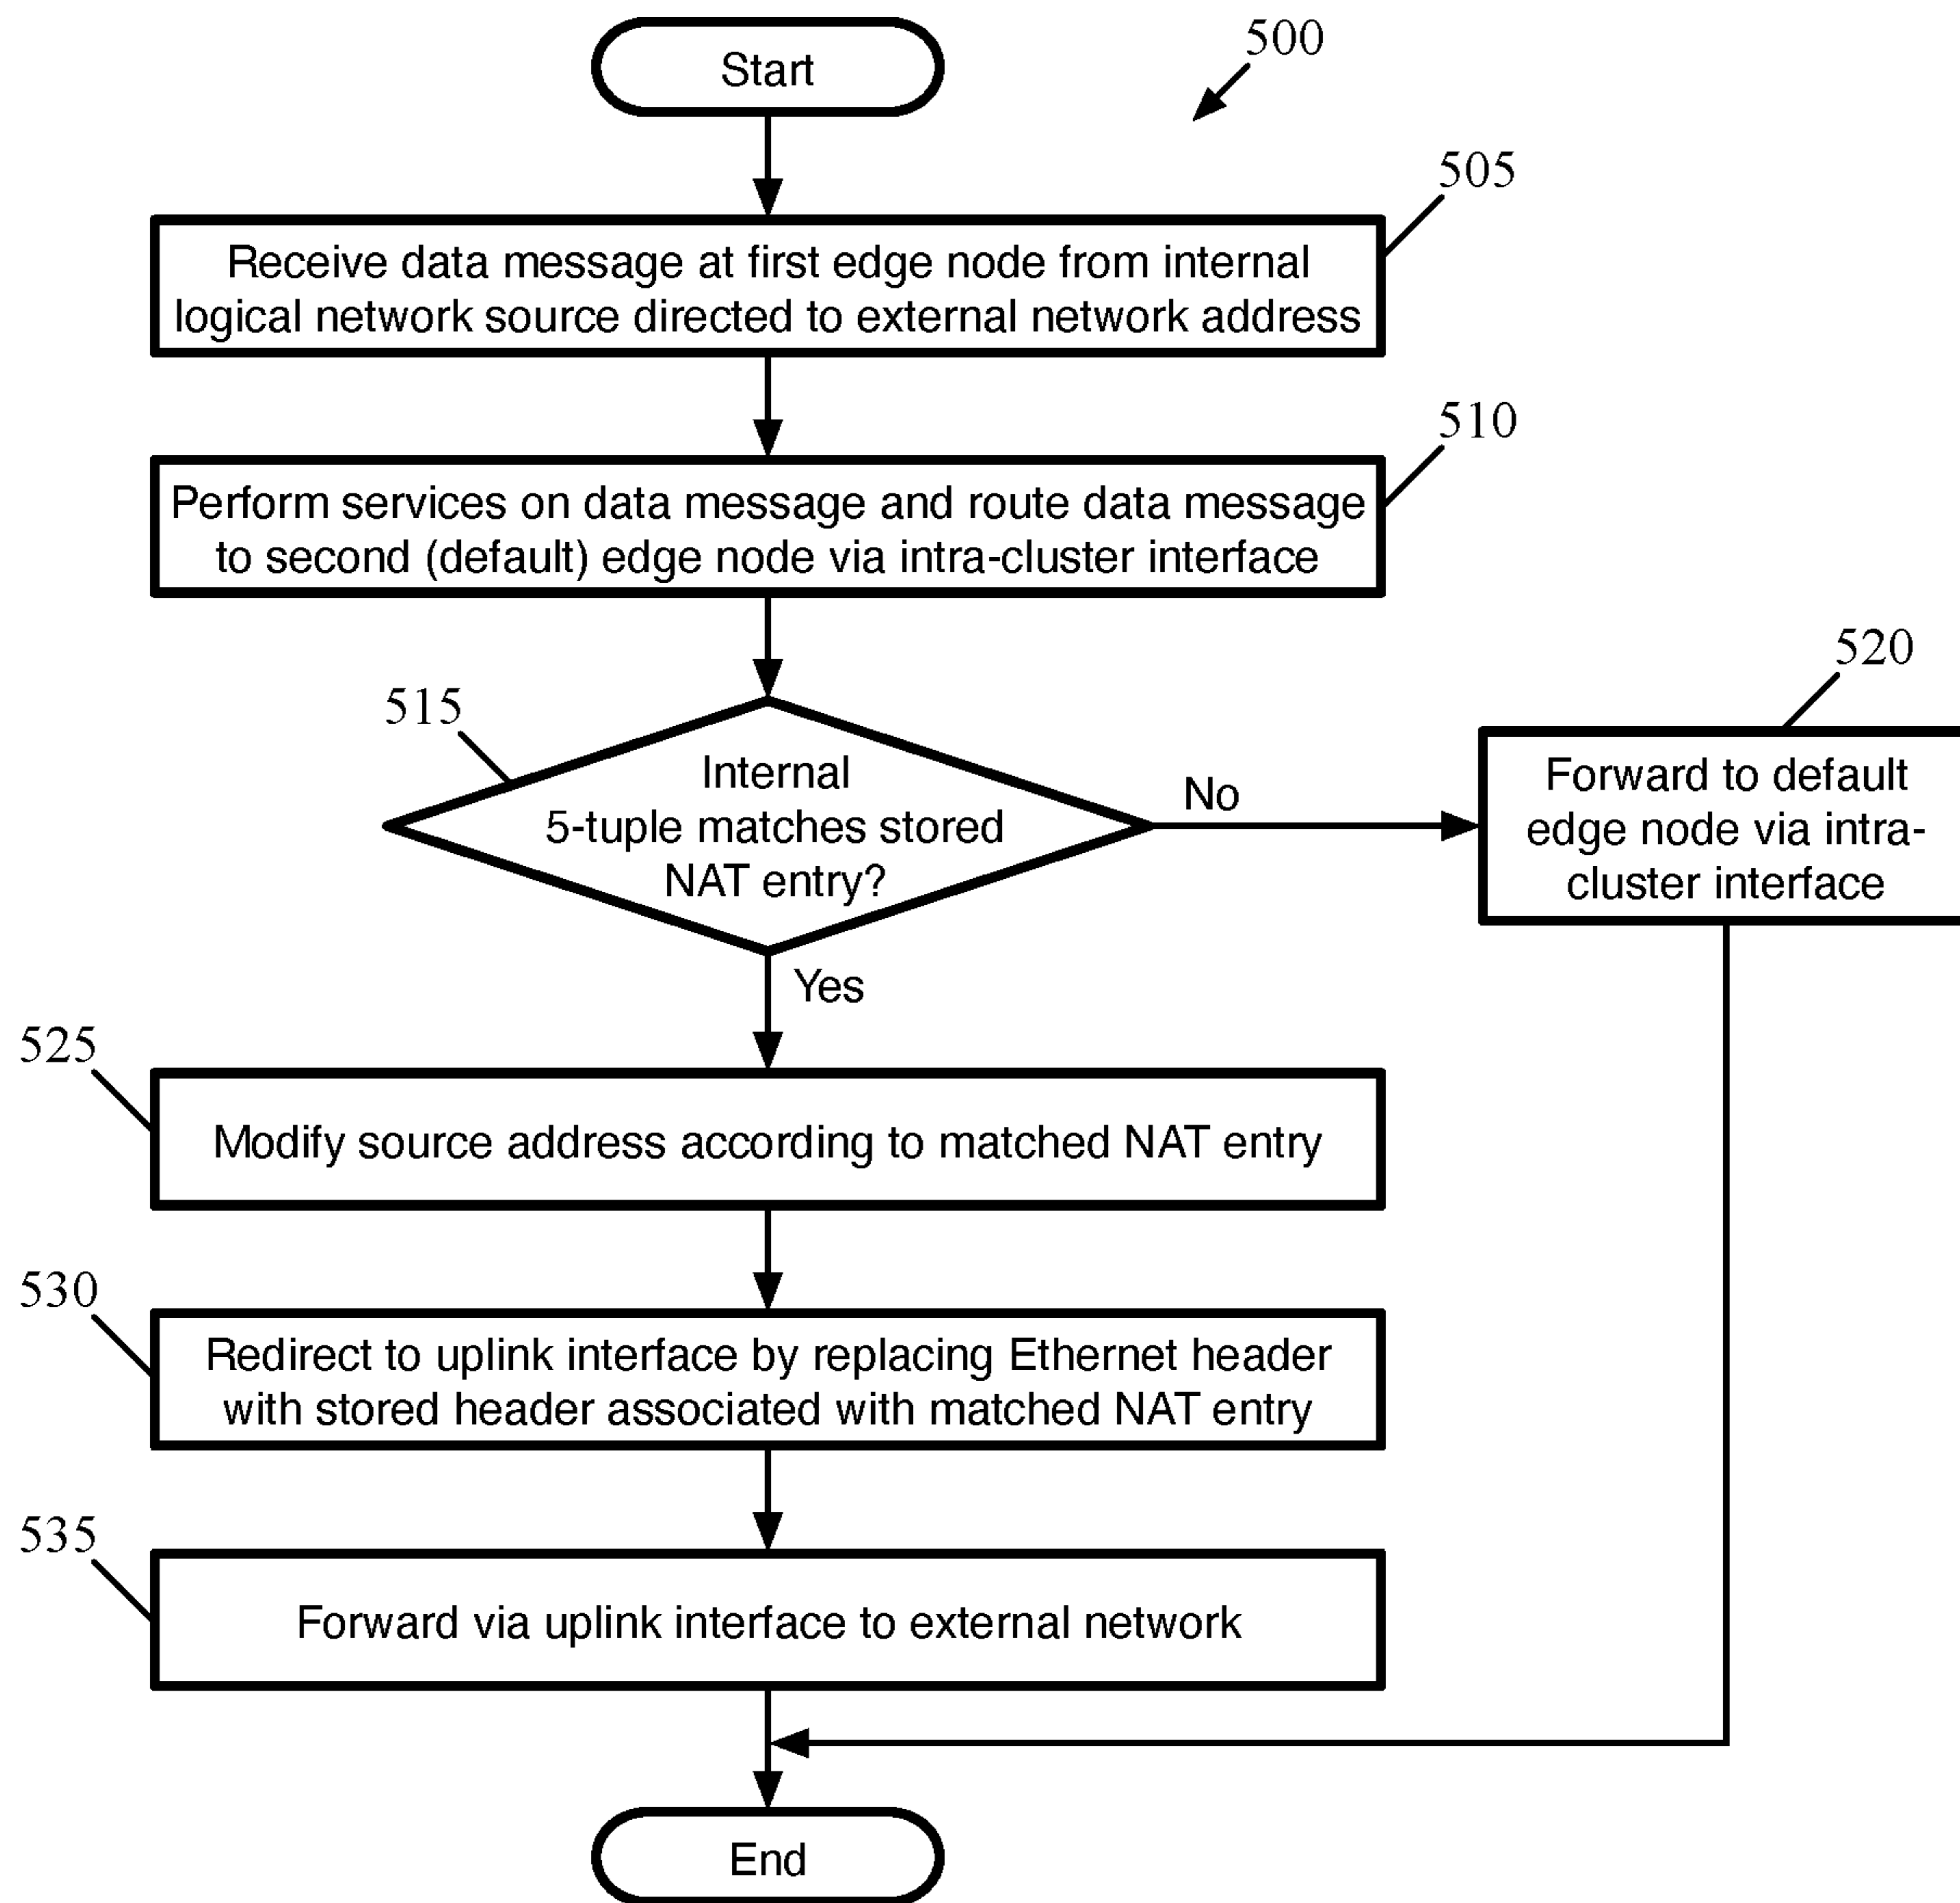 Start
500
505
Receive data message at first edge node from internal
logical network source directed to external network address
510
Perform services on data message and route data message
to second (default) edge node via intra-cluster interface
515
Internal
5-tuple matches stored
NAT entry?
No
520
Forward to default
edge node via intra-
cluster interface
Yes
525
Modify source address according to matched NAT entry
530
Redirect to uplink interface by replacing Ethernet header
with stored header associated with matched NAT entry
535
Forward via uplink interface to external network
End